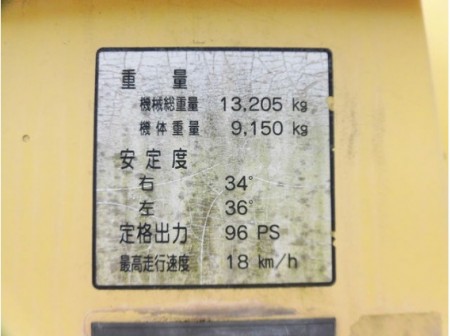 重量
機械総重量 13,205 kg
機体重量 9,150 kg
安定度
右 34°
左 36°
定格出力 96 PS
最高走行速度 18 km/h